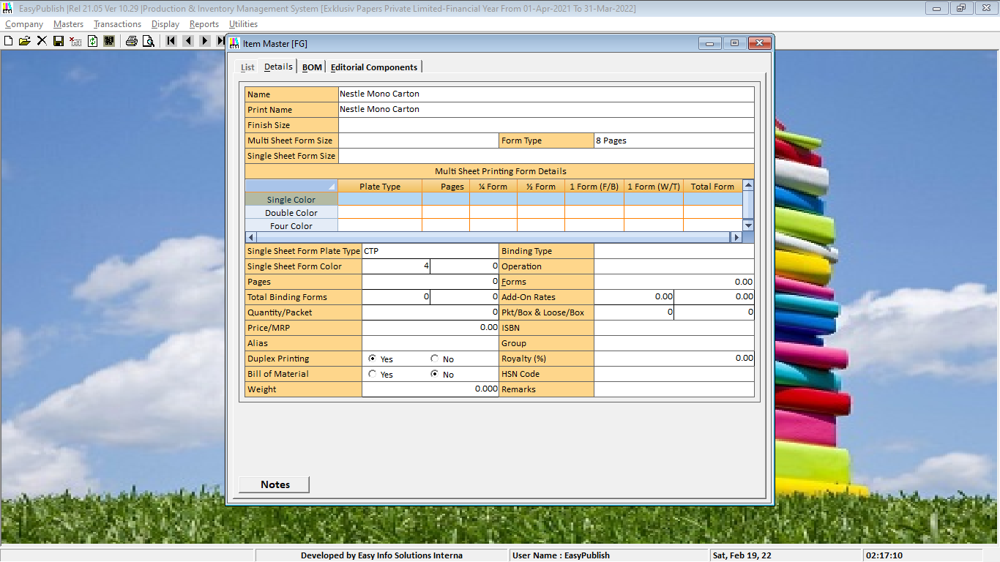 EasyPublish |Rel 21.05 Ver 10.29 |Production & Inventory Management System [Exklusiv Papers Private Limited-Financial Year From 01-Apr-2021 To 31-Mar-2022]
Company Masters Transactions Display Reports Utilities
Item Master [FG]
List Details BOM Editorial Components
Name Nestle Mono Carton
Print Name Nestle Mono Carton
Finish Size
Multi Sheet Form Size Form Type 8 Pages
Single Sheet Form Size
Multi Sheet Printing Form Details
Plate Type Pages ¼ Form ½ Form 1 Form (F/B) 1 Form (W/T) Total Form
Single Color
Double Color
Four Color
Single Sheet Form Plate Type CTP Binding Type
Single Sheet Form Color 4 0 Operation
Pages 0 Forms 0.00
Total Binding Forms 0 0 Add-On Rates 0.00 0.00
Quantity/Packet 0 Pkt/Box & Loose/Box 0 0
Price/MRP 0.00 ISBN
Alias Group
Duplex Printing Yes No Royalty (%) 0.00
Bill of Material Yes No HSN Code
Weight 0.000 Remarks
Notes
Developed by Easy Info Solutions Interna User Name : EasyPublish Sat, Feb 19, 22 02:17:10